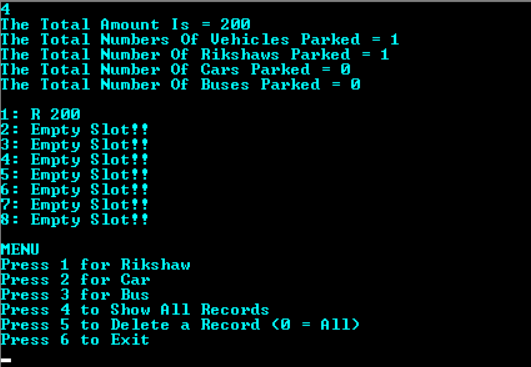 4
The Total Amount Is = 200
The Total Numbers Of Vehicles Parked = 1
The Total Number Of Rikshaws Parked = 1
The Total Number Of Cars Parked = 0
The Total Number Of Buses Parked = 0
1: R 200
2: Empty Slot!!
3: Empty Slot!!
4: Empty Slot!!
5: Empty Slot!!
6: Empty Slot!!
7: Empty Slot!!
8: Empty Slot!!
MENU
Press 1 for Rikshaw
Press 2 for Car
Press 3 for Bus
Press 4 to Show All Records
Press 5 to Delete a Record (0 = All)
Press 6 to Exit